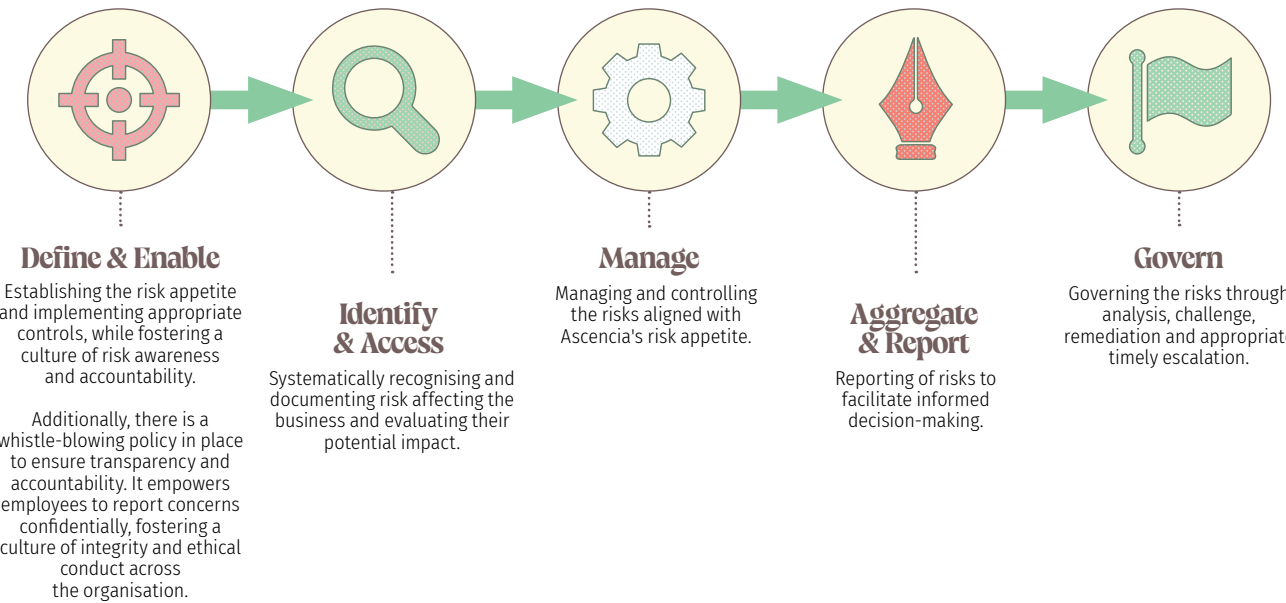 Define & Enable
Establishing the risk appetite
and implementing appropriate
controls, while fostering a
culture of risk awareness
and accountability.
Additionally, there is a
whistle-blowing policy in place
to ensure transparency and
accountability. It empowers
employees to report concerns
confidentially, fostering a
culture of integrity and ethical
conduct across
the organisation.
Identify
& Access
Systematically recognising and
documenting risk affecting the
business and evaluating their
potential impact.
Manage
Managing and controlling
the risks aligned with
Ascencia's risk appetite.
Aggregate
& Report
Reporting of risks to
facilitate informed
decision-making.
Govern
Governing the risks through
analysis, challenge,
remediation and appropriate
timely escalation.